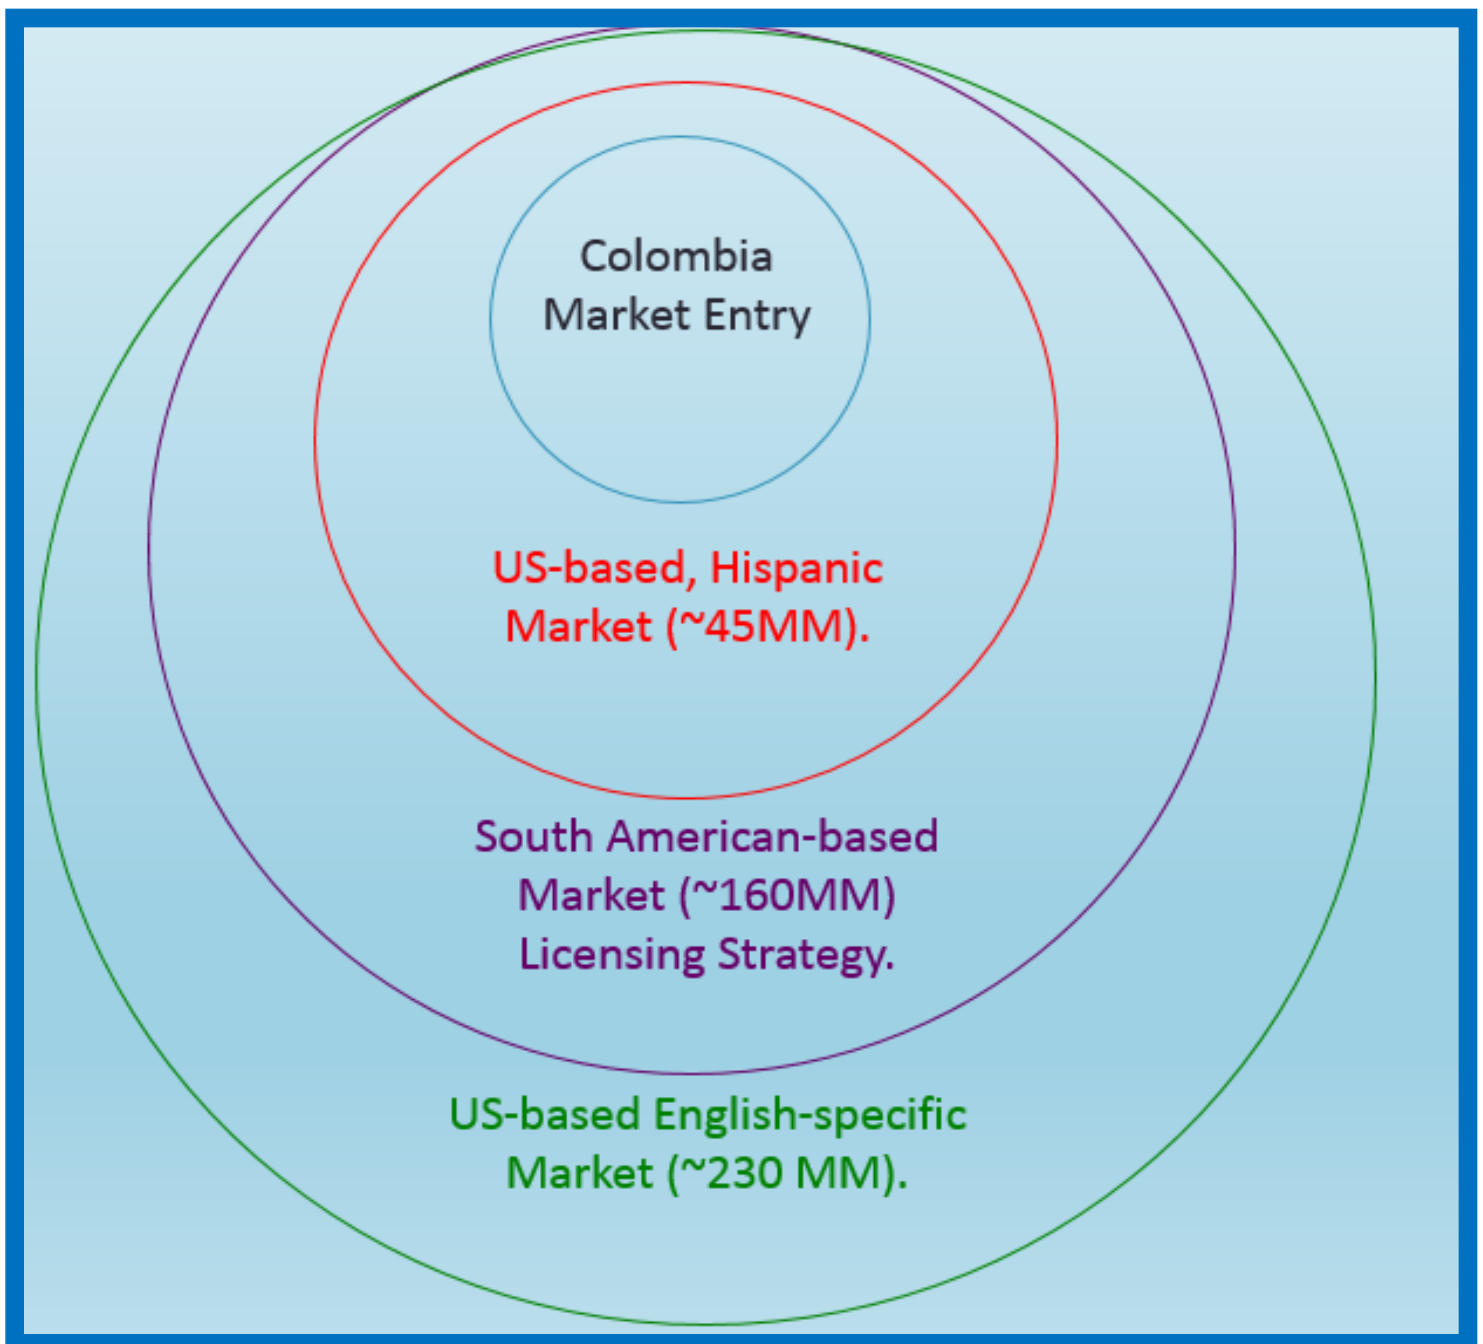 Colombia
Market Entry
US-based, Hispanic
Market (~45MM).
South American-based
Market (~160MM)
Licensing Strategy.
US-based English-specific
Market (~230 MM).